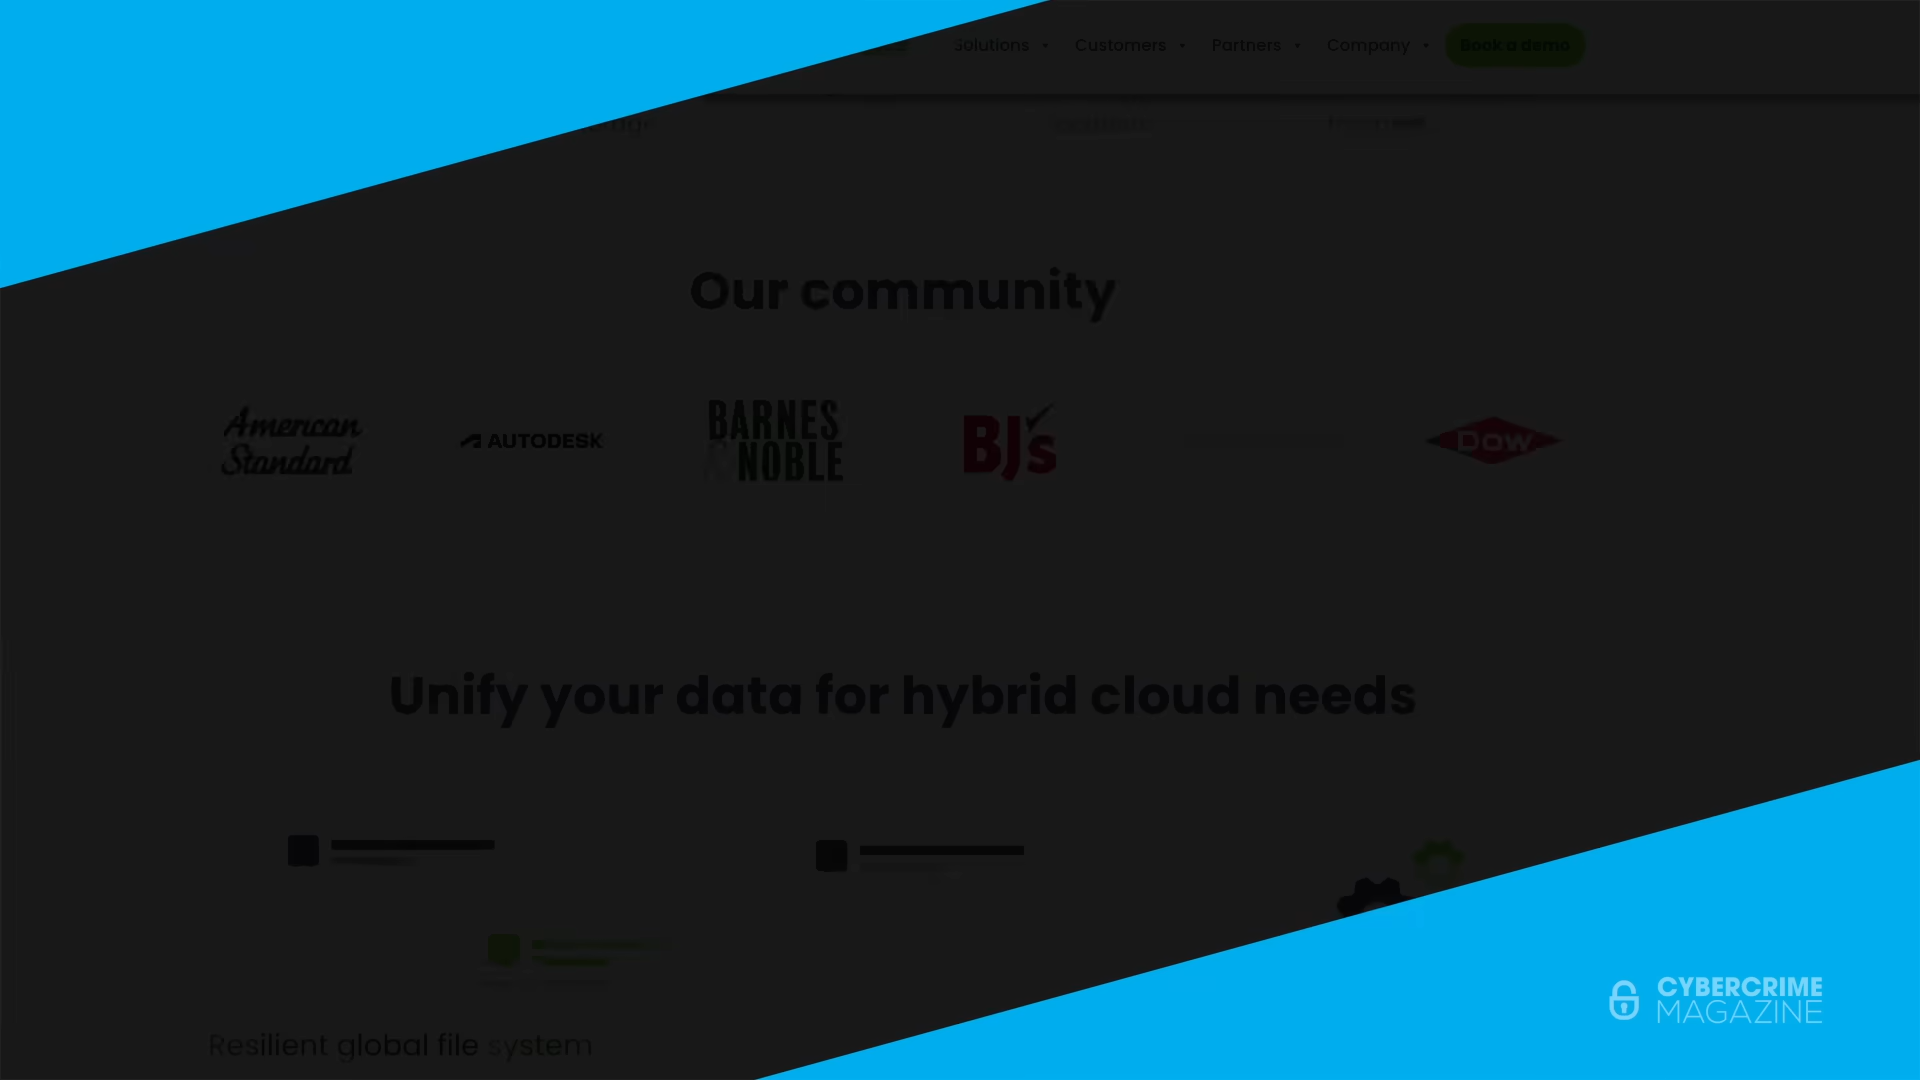 Solutions Customers Partners Company Book a demo
Our community
American Standard
AUTODESK
BARNES & NOBLE
BJ's
Dow
Unify your data for hybrid cloud needs
Resilient global file system
CYBERCRIME
MAGAZINE